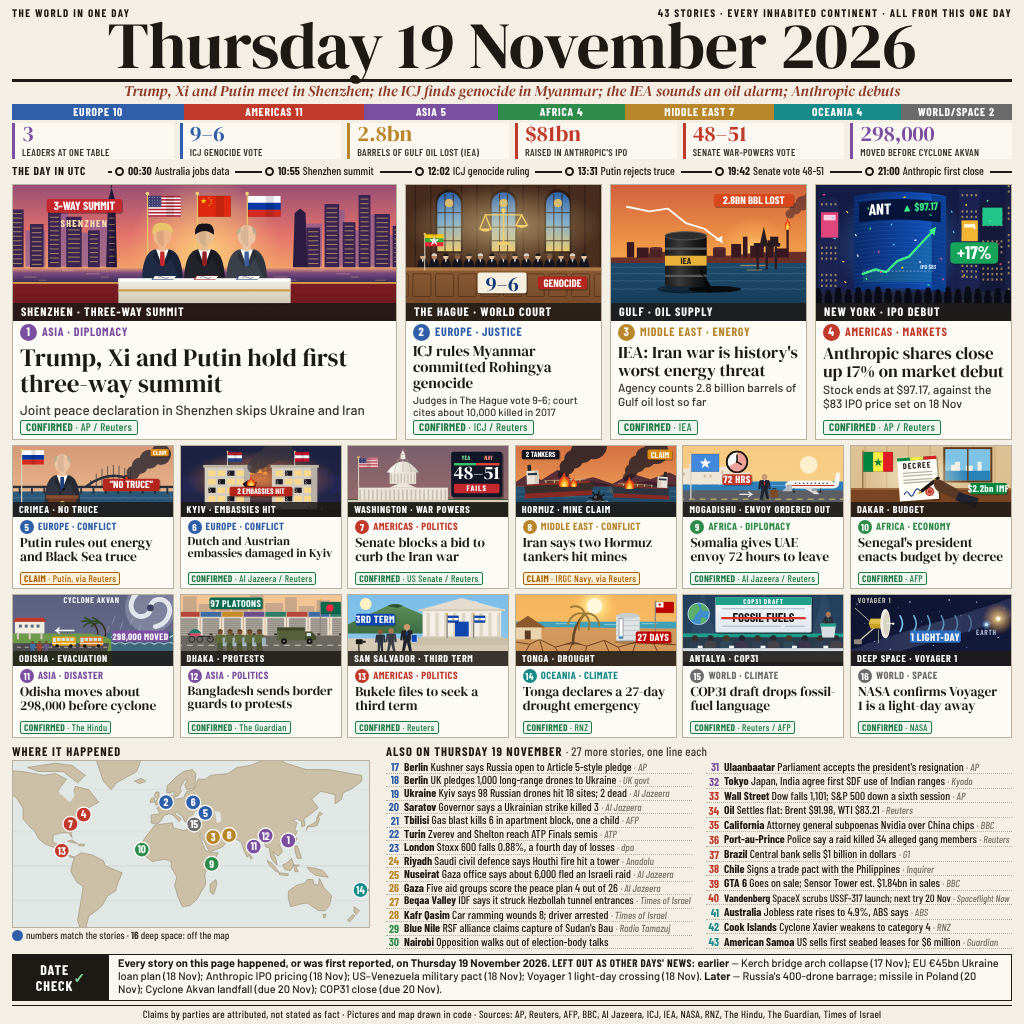 THE WORLD IN ONE DAY
43 STORIES · EVERY INHABITED CONTINENT · ALL FROM THIS ONE DAY
Thursday 19 November 2026
Trump, Xi and Putin meet in Shenzhen; the ICJ finds genocide in Myanmar; the IEA sounds an oil alarm; Anthropic debuts
EUROPE 10
AMERICAS 11
ASIA 5
AFRICA 4
MIDDLE EAST 7
OCEANIA 4
WORLD/SPACE 2
3
LEADERS AT ONE TABLE
9–6
ICJ GENOCIDE VOTE
2.8bn
BARRELS OF GULF OIL LOST (IEA)
$81bn
RAISED IN ANTHROPIC'S IPO
48–51
SENATE WAR-POWERS VOTE
298,000
MOVED BEFORE CYCLONE AKVAN
THE DAY IN UTC
00:30 Australia jobs data
10:55 Shenzhen summit
12:02 ICJ genocide ruling
13:31 Putin rejects truce
19:42 Senate vote 48-51
21:00 Anthropic first close
3-WAY SUMMIT
SHENZHEN
SHENZHEN · THREE-WAY SUMMIT
1 ASIA · DIPLOMACY
Trump, Xi and Putin hold first
three-way summit
Joint peace declaration in Shenzhen skips Ukraine and Iran
CONFIRMED · AP / Reuters
9–6
GENOCIDE
THE HAGUE · WORLD COURT
2 EUROPE · JUSTICE
ICJ rules Myanmar
committed Rohingya
genocide
Judges in The Hague vote 9-6; court
cites about 10,000 killed in 2017
CONFIRMED · ICJ / Reuters
2.8BN BBL LOST
IEA
GULF · OIL SUPPLY
3 MIDDLE EAST · ENERGY
IEA: Iran war is history's
worst energy threat
Agency counts 2.8 billion barrels of
Gulf oil lost so far
CONFIRMED · IEA
ANT ▲ $97.17
IPO $83
+17%
NEW YORK · IPO DEBUT
4 AMERICAS · MARKETS
Anthropic shares close
up 17% on market debut
Stock ends at $97.17, against the
$83 IPO price set on 18 Nov
CONFIRMED · AP / Reuters
CLAIM
"NO TRUCE"
CRIMEA · NO TRUCE
5 EUROPE · CONFLICT
Putin rules out energy
and Black Sea truce
CLAIM · Putin, via Reuters
2 EMBASSIES HIT
KYIV · EMBASSIES HIT
6 EUROPE · CONFLICT
Dutch and Austrian
embassies damaged in Kyiv
CONFIRMED · Al Jazeera / Reuters
YEA NAY
48–51
FAILS
WASHINGTON · WAR POWERS
7 AMERICAS · POLITICS
Senate blocks a bid to
curb the Iran war
CONFIRMED · US Senate / Reuters
2 TANKERS
CLAIM
HORMUZ · MINE CLAIM
8 MIDDLE EAST · CONFLICT
Iran says two Hormuz
tankers hit mines
CLAIM · IRGC Navy, via Reuters
72 HRS
MOGADISHU · ENVOY ORDERED OUT
9 AFRICA · DIPLOMACY
Somalia gives UAE
envoy 72 hours to leave
CONFIRMED · Al Jazeera / Reuters
DECREE
$2.2bn IMF
DAKAR · BUDGET
10 AFRICA · ECONOMY
Senegal's president
enacts budget by decree
CONFIRMED · AFP
CYCLONE AKVAN
298,000 MOVED
ODISHA · EVACUATION
11 ASIA · DISASTER
Odisha moves about
298,000 before cyclone
CONFIRMED · The Hindu
97 PLATOONS
DHAKA · PROTESTS
12 ASIA · POLITICS
Bangladesh sends border
guards to protests
CONFIRMED · The Guardian
3RD TERM
SAN SALVADOR · THIRD TERM
13 AMERICAS · POLITICS
Bukele files to seek a
third term
CONFIRMED · Reuters
27 DAYS
TONGA · DROUGHT
14 OCEANIA · CLIMATE
Tonga declares a 27-day
drought emergency
CONFIRMED · RNZ
COP31 DRAFT
FOSSIL FUELS
ANTALYA · COP31
15 WORLD · CLIMATE
COP31 draft drops fossil-
fuel language
CONFIRMED · Reuters / AFP
VOYAGER 1
1 LIGHT-DAY
EARTH
DEEP SPACE · VOYAGER 1
16 WORLD · SPACE
NASA confirms Voyager
1 is a light-day away
CONFIRMED · NASA
WHERE IT HAPPENED
2
6
5
4
7
15
3
8
12
1
11
13
10
9
14
numbers match the stories · 16 deep space: off the map
ALSO ON THURSDAY 19 NOVEMBER · 27 more stories, one line each
17 Berlin Kushner says Russia open to Article 5-style pledge · AP
18 Berlin UK pledges 1,000 long-range drones to Ukraine · UK govt
19 Ukraine Kyiv says 98 Russian drones hit 18 sites; 2 dead · Al Jazeera
20 Saratov Governor says a Ukrainian strike killed 3 · Al Jazeera
21 Tbilisi Gas blast kills 6 in apartment block, one a child · AFP
22 Turin Zverev and Shelton reach ATP Finals semis · ATP
23 London Stoxx 600 falls 0.88%, a fourth day of losses · dpa
24 Riyadh Saudi civil defence says Houthi fire hit a tower · Anadolu
25 Nuseirat Gaza office says about 6,000 fled an Israeli raid · Al Jazeera
26 Gaza Five aid groups score the peace plan 4 out of 26 · Al Jazeera
27 Beqaa Valley IDF says it struck Hezbollah tunnel entrances · Times of Israel
28 Kafr Qasim Car ramming wounds 8; driver arrested · Times of Israel
29 Blue Nile RSF alliance claims capture of Sudan's Bau · Radio Tamazuj
30 Nairobi Opposition walks out of election-body talks
31 Ulaanbaatar Parliament accepts the president's resignation · AP
32 Tokyo Japan, India agree first SDF use of Indian ranges · Kyodo
33 Wall Street Dow falls 1,101; S&P 500 down a sixth session · AP
34 Oil Settles flat: Brent $91.98, WTI $83.21 · Reuters
35 California Attorney general subpoenas Nvidia over China chips · BBC
36 Port-au-Prince Police say a raid killed 34 alleged gang members · Reuters
37 Brazil Central bank sells $1 billion in dollars · G1
38 Chile Signs a trade pact with the Philippines · Inquirer
39 GTA 6 Goes on sale; Sensor Tower est. $1.84bn in sales · BBC
40 Vandenberg SpaceX scrubs USSF-317 launch; next try 20 Nov · Spaceflight Now
41 Australia Jobless rate rises to 4.9%, ABS says · ABS
42 Cook Islands Cyclone Xavier weakens to category 4 · RNZ
43 American Samoa US sells first seabed leases for $6 million · Guardian
DATE
CHECK ✓
Every story on this page happened, or was first reported, on Thursday 19 November 2026. LEFT OUT AS OTHER DAYS' NEWS: earlier — Kerch bridge arch collapse (17 Nov); EU €45bn Ukraine
loan plan (18 Nov); Anthropic IPO pricing (18 Nov); US–Venezuela military pact (18 Nov); Voyager 1 light-day crossing (18 Nov). Later — Russia's 400-drone barrage; missile in Poland (20
Nov); Cyclone Akvan landfall (due 20 Nov); COP31 close (due 20 Nov).
Claims by parties are attributed, not stated as fact · Pictures and map drawn in code · Sources: AP, Reuters, AFP, BBC, Al Jazeera, ICJ, IEA, NASA, RNZ, The Hindu, The Guardian, Times of Israel